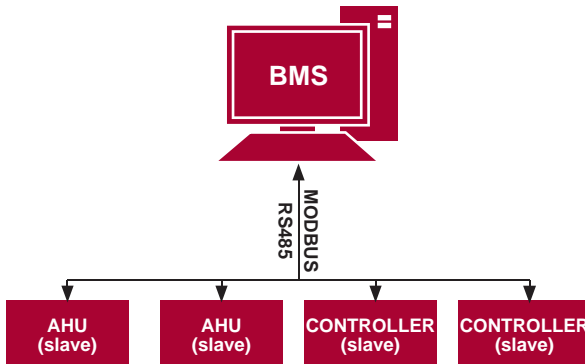 BMS
MODBUS
RS485
AHU
(slave)
AHU
(slave)
CONTROLLER
(slave)
CONTROLLER
(slave)